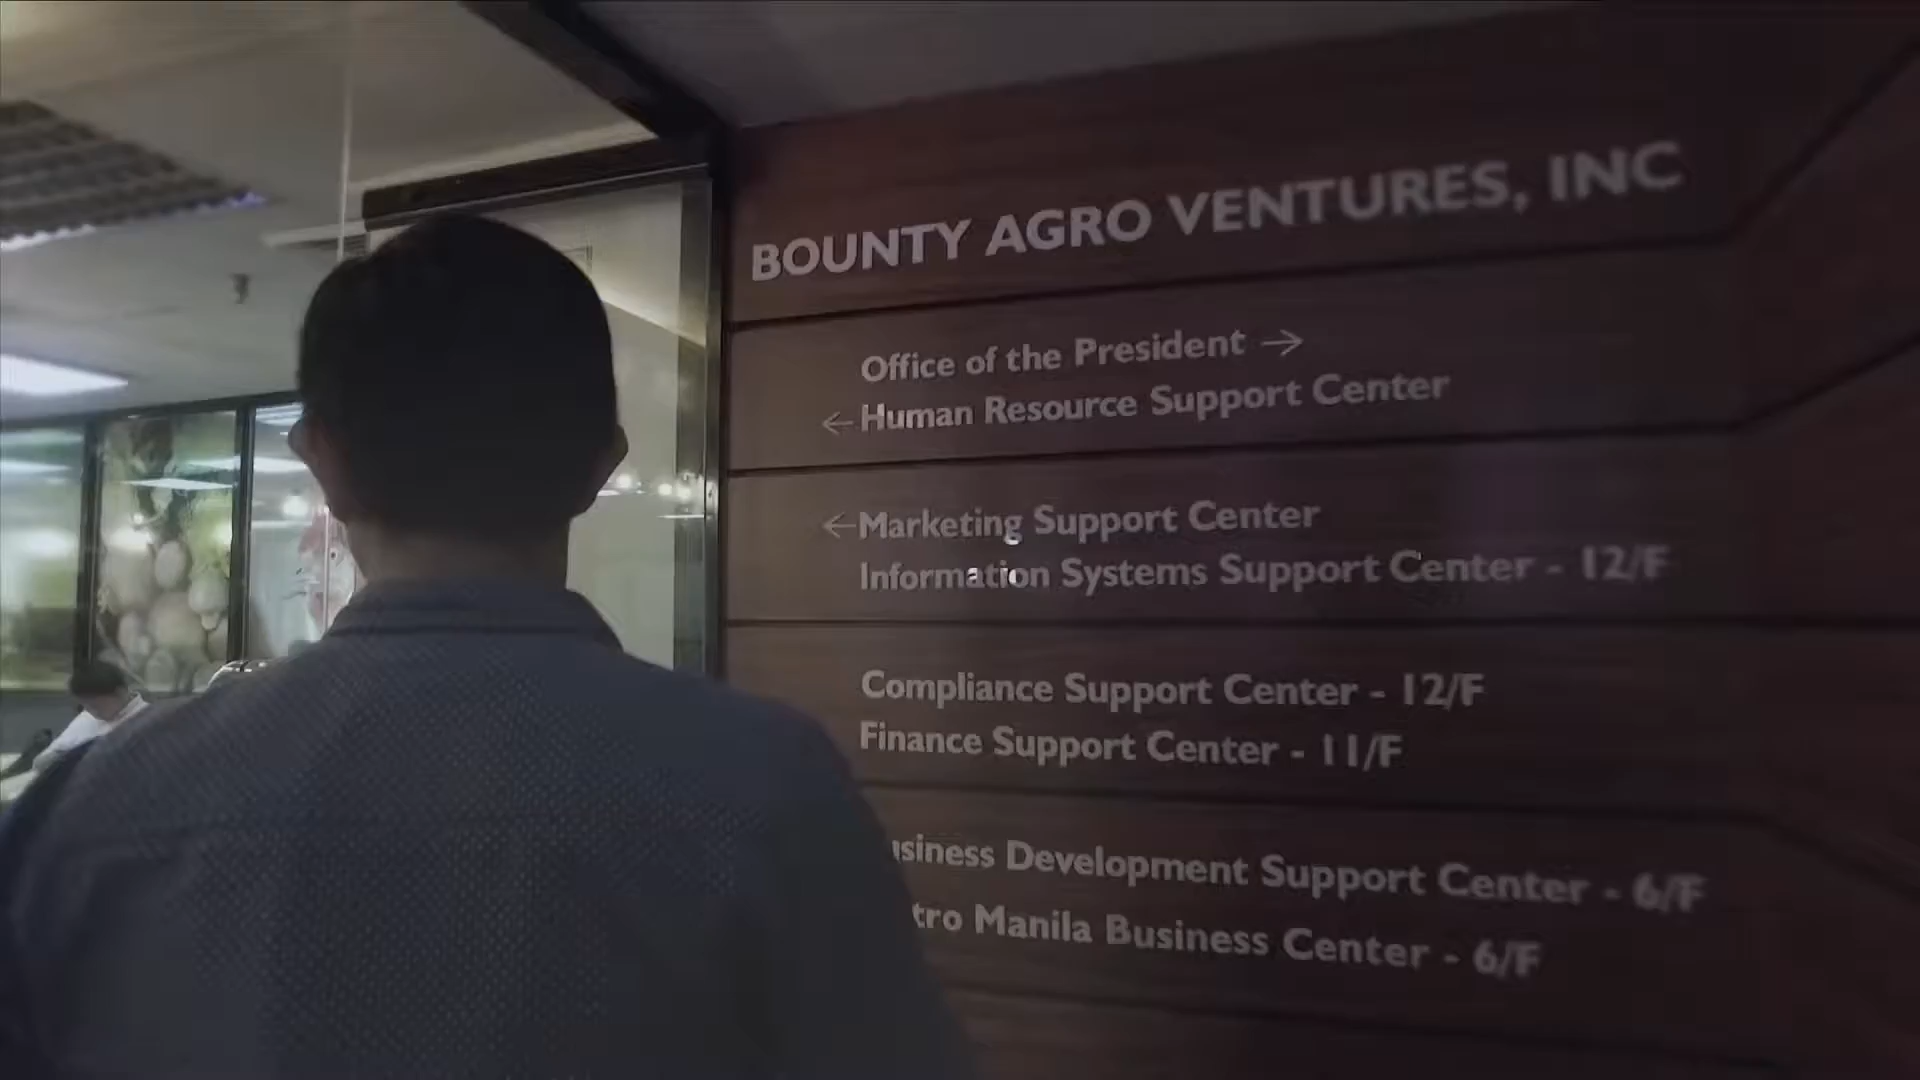 BOUNTY AGRO VENTURES, INC
Office of the President →
← Human Resource Support Center
← Marketing Support Center
Information Systems Support Center - 12/F
Compliance Support Center - 12/F
Finance Support Center - 11/F
usiness Development Support Center - 6/F
tro Manila Business Center - 6/F